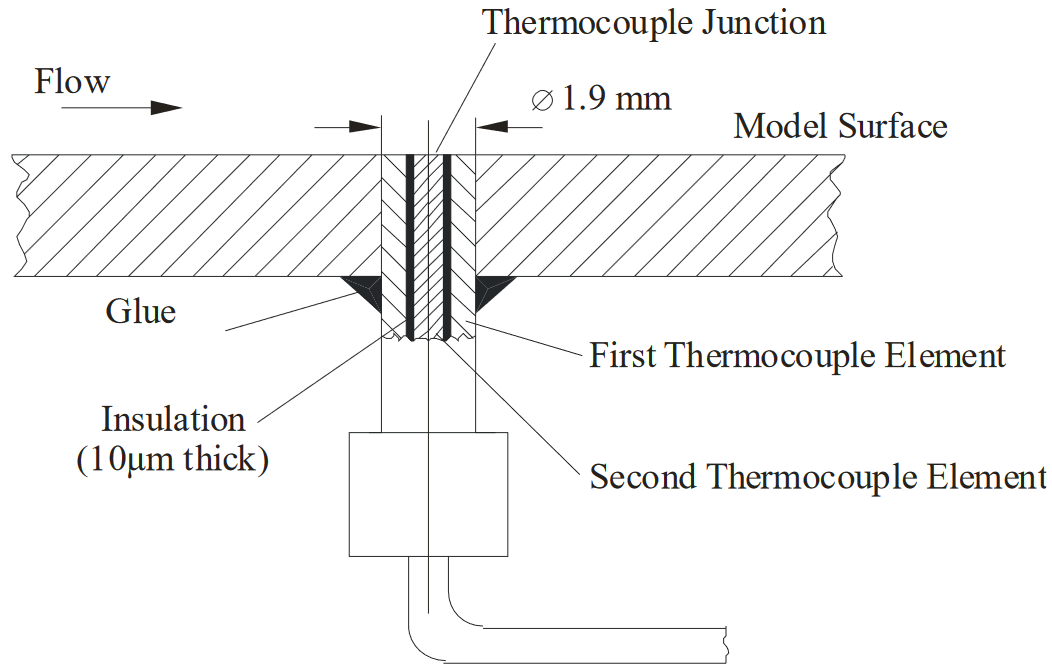 Thermocouple Junction
Flow
⌀ 1.9 mm
Model Surface
Glue
First Thermocouple Element
Insulation
(10μm thick)
Second Thermocouple Element